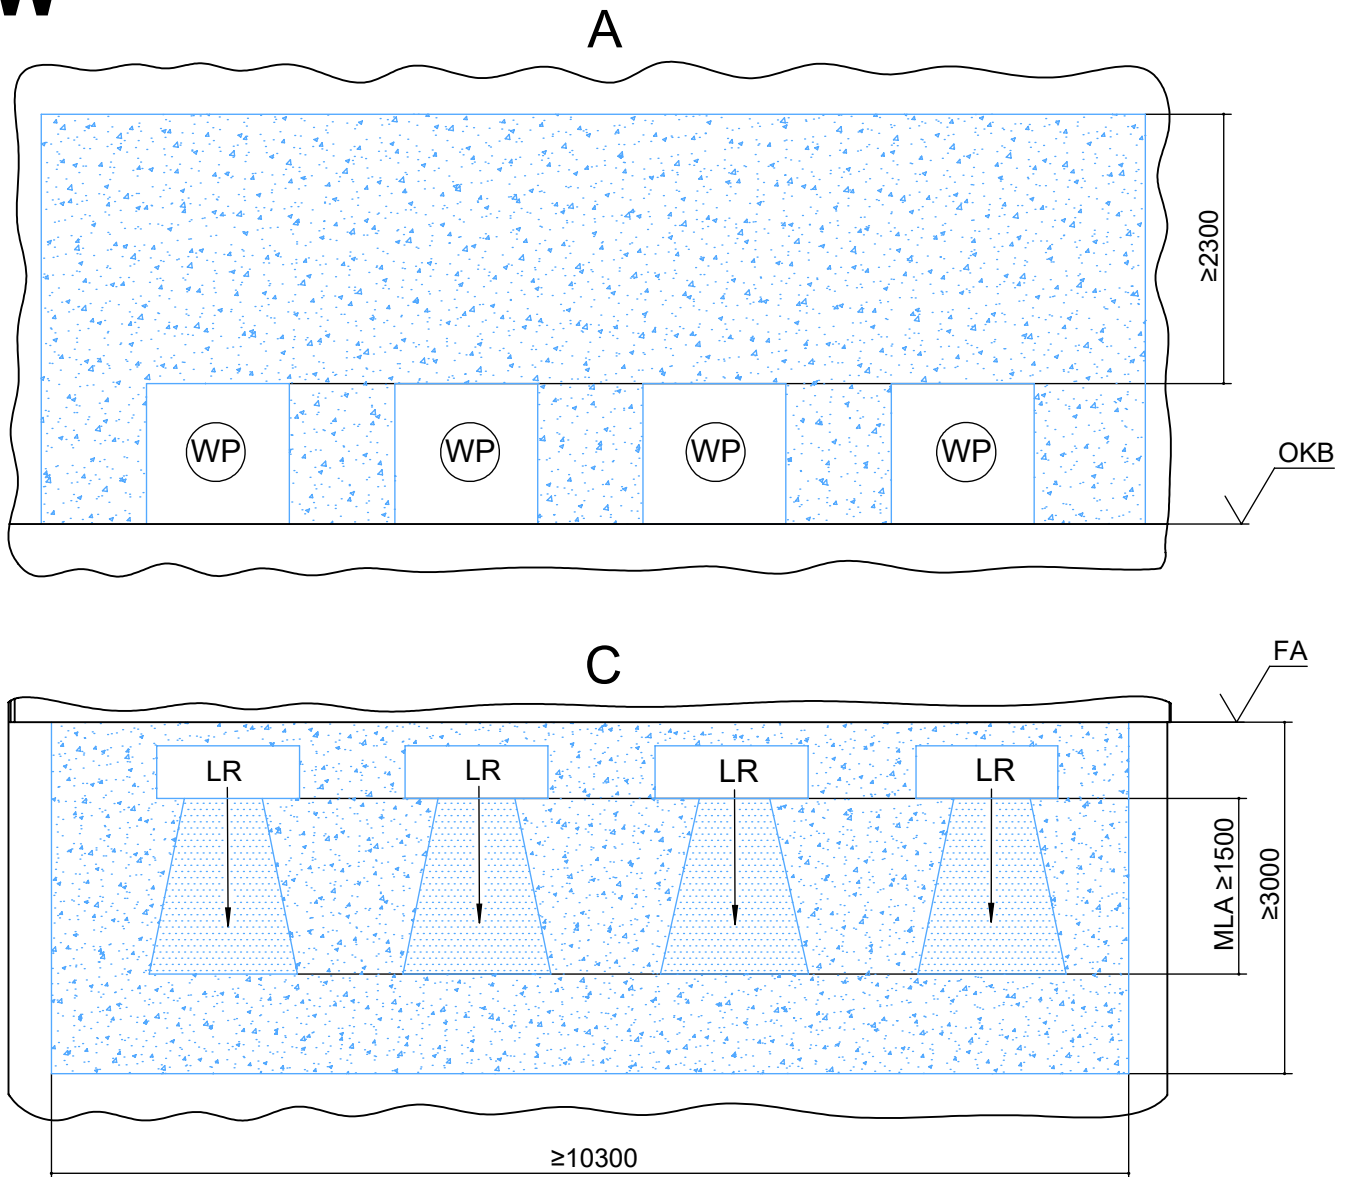 W
A
≥2300
WP WP WP WP
OKB
FA
C
LR LR LR LR
MLA ≥1500
≥3000
≥10300